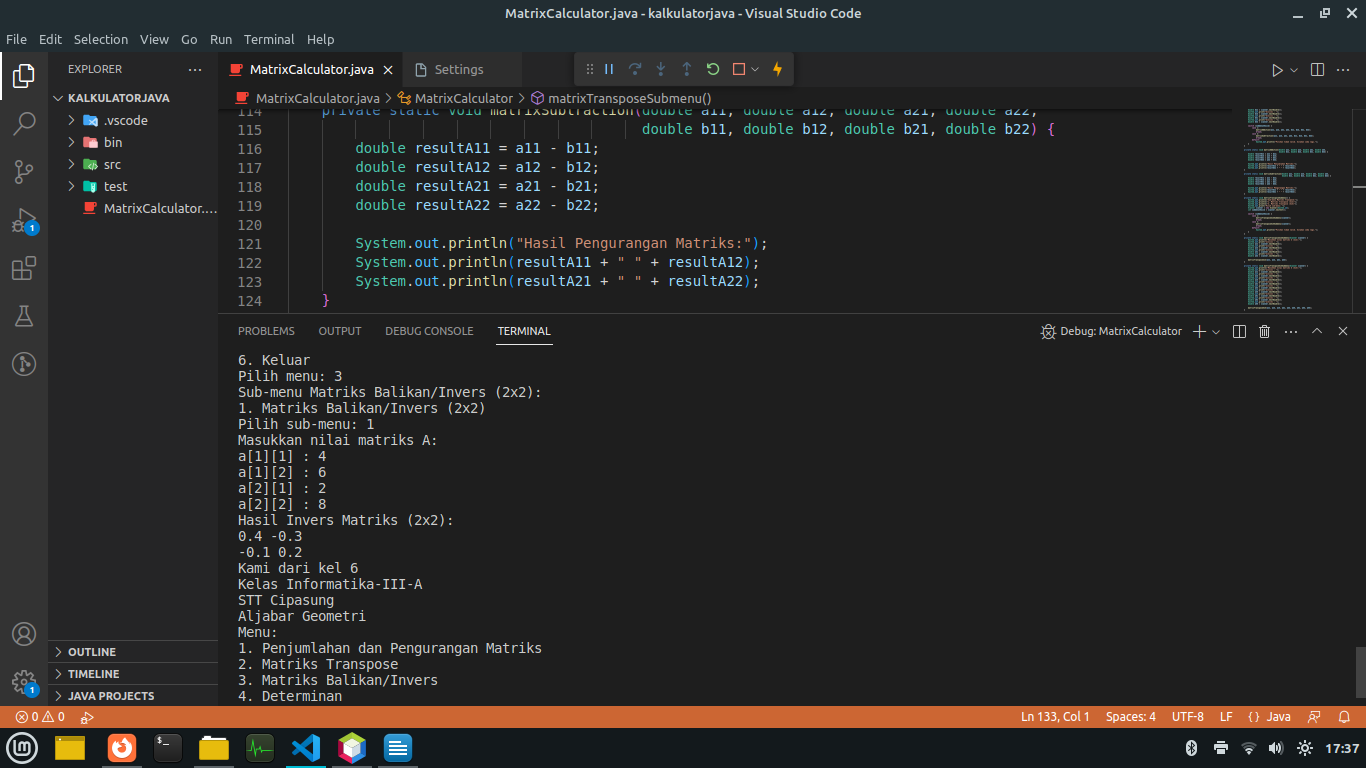 MatrixCalculator.java - kalkulatorjava - Visual Studio Code
File Edit Selection View Go Run Terminal Help
EXPLORER
KALKULATORJAVA
.vscode
bin
src
test
MatrixCalculator....
OUTLINE
TIMELINE
JAVA PROJECTS
1
1
MatrixCalculator.java
Settings
MatrixCalculator.java > MatrixCalculator > matrixTransposeSubmenu()
114 private static void matrixSubtraction(double a11, double a12, double a21, double a22,
115 double b11, double b12, double b21, double b22) {
116 double resultA11 = a11 - b11;
117 double resultA12 = a12 - b12;
118 double resultA21 = a21 - b21;
119 double resultA22 = a22 - b22;
120
121 System.out.println("Hasil Pengurangan Matriks:");
122 System.out.println(resultA11 + " " + resultA12);
123 System.out.println(resultA21 + " " + resultA22);
124 }
PROBLEMS OUTPUT DEBUG CONSOLE TERMINAL
Debug: MatrixCalculator
6. Keluar
Pilih menu: 3
Sub-menu Matriks Balikan/Invers (2x2):
1. Matriks Balikan/Invers (2x2)
Pilih sub-menu: 1
Masukkan nilai matriks A:
a[1][1] : 4
a[1][2] : 6
a[2][1] : 2
a[2][2] : 8
Hasil Invers Matriks (2x2):
0.4 -0.3
-0.1 0.2
Kami dari kel 6
Kelas Informatika-III-A
STT Cipasung
Aljabar Geometri
Menu:
1. Penjumlahan dan Pengurangan Matriks
2. Matriks Transpose
3. Matriks Balikan/Invers
4. Determinan
0 0
Ln 133, Col 1 Spaces: 4 UTF-8 LF {} Java
17:37